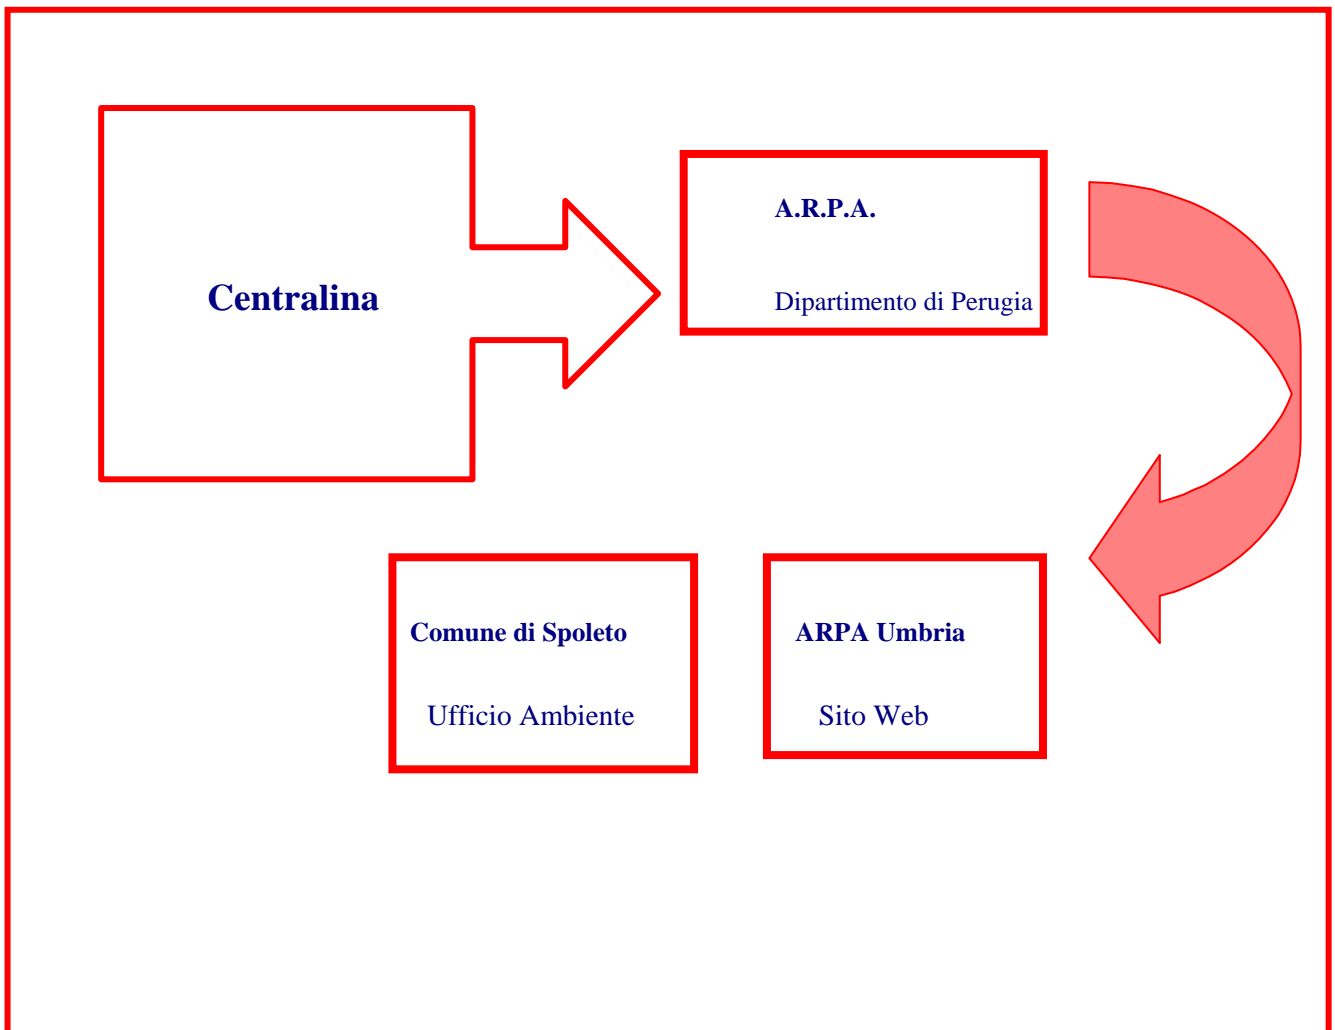 Centralina
A.R.P.A.
Dipartimento di Perugia
Comune di Spoleto
Ufficio Ambiente
ARPA Umbria
Sito Web